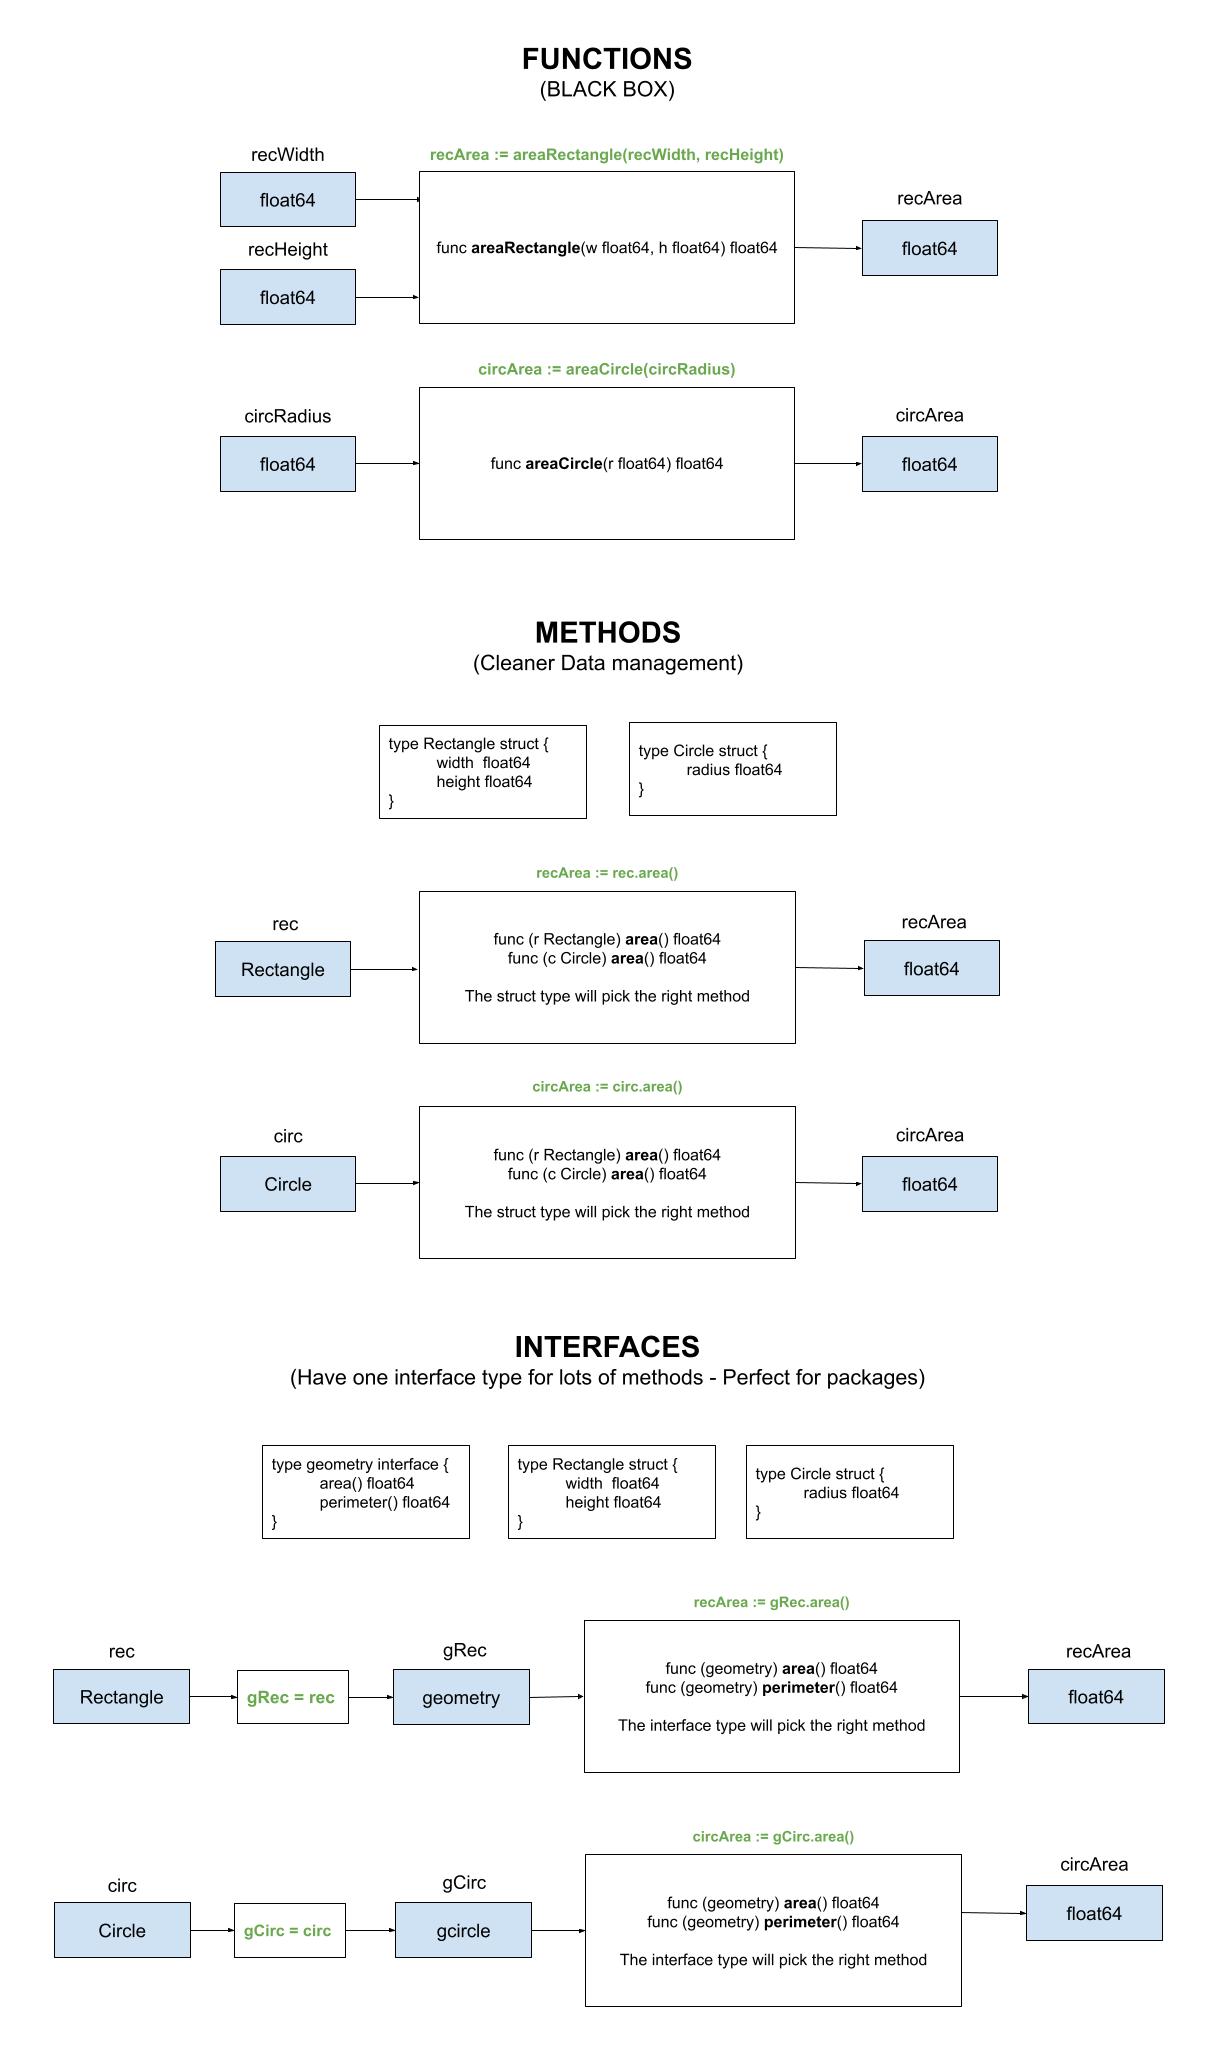 FUNCTIONS
(BLACK BOX)
recWidth
float64
recHeight
float64
recArea := areaRectangle(recWidth, recHeight)
func areaRectangle(w float64, h float64) float64
recArea
float64
circArea := areaCircle(circRadius)
circRadius
float64
func areaCircle(r float64) float64
circArea
float64
METHODS
(Cleaner Data management)
type Rectangle struct {
width  float64
height float64
}
type Circle struct {
radius float64
}
recArea := rec.area()
rec
Rectangle
func (r Rectangle) area() float64
func (c Circle) area() float64
The struct type will pick the right method
recArea
float64
circArea := circ.area()
circ
Circle
func (r Rectangle) area() float64
func (c Circle) area() float64
The struct type will pick the right method
circArea
float64
INTERFACES
(Have one interface type for lots of methods - Perfect for packages)
type geometry interface {
area() float64
perimeter() float64
}
type Rectangle struct {
width  float64
height float64
}
type Circle struct {
radius float64
}
recArea := gRec.area()
rec
Rectangle
gRec = rec
gRec
geometry
func (geometry) area() float64
func (geometry) perimeter() float64
The interface type will pick the right method
recArea
float64
circArea := gCirc.area()
circ
Circle
gCirc = circ
gCirc
gcircle
func (geometry) area() float64
func (geometry) perimeter() float64
The interface type will pick the right method
circArea
float64